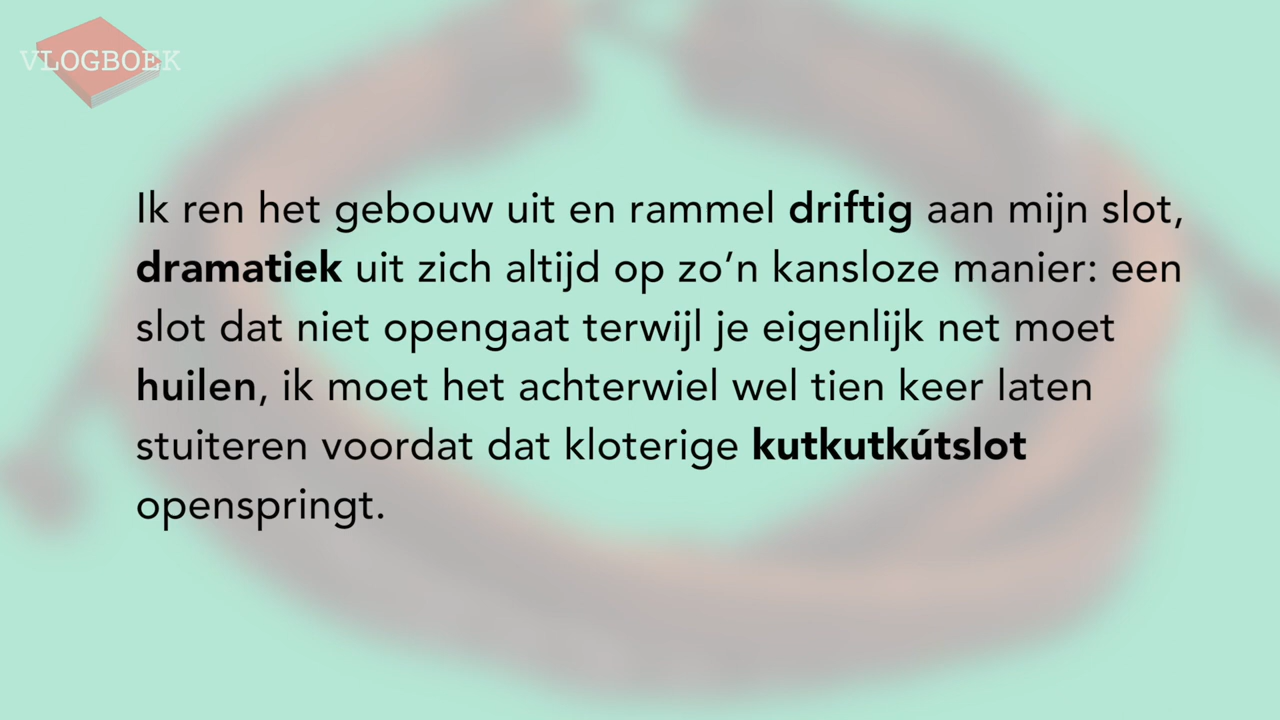 VLOGBOEK
Ik ren het gebouw uit en rammel driftig aan mijn slot,
dramatiek uit zich altijd op zo’n kansloze manier: een
slot dat niet opengaat terwijl je eigenlijk net moet
huilen, ik moet het achterwiel wel tien keer laten
stuiteren voordat dat kloterige kutkutkútslot
openspringt.